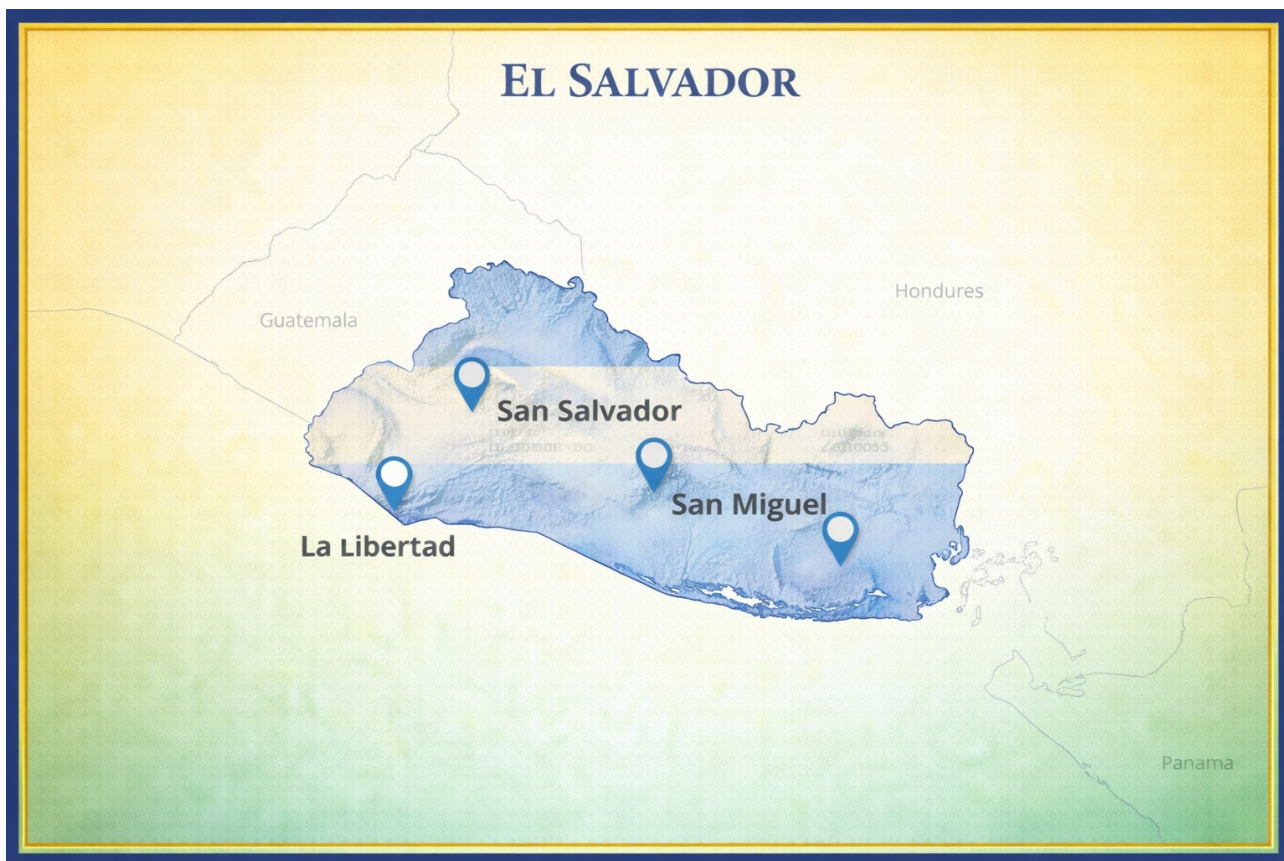 EL SALVADOR
Hondures
Guatemala
San Salvador
San Miguel
La Libertad
Panama